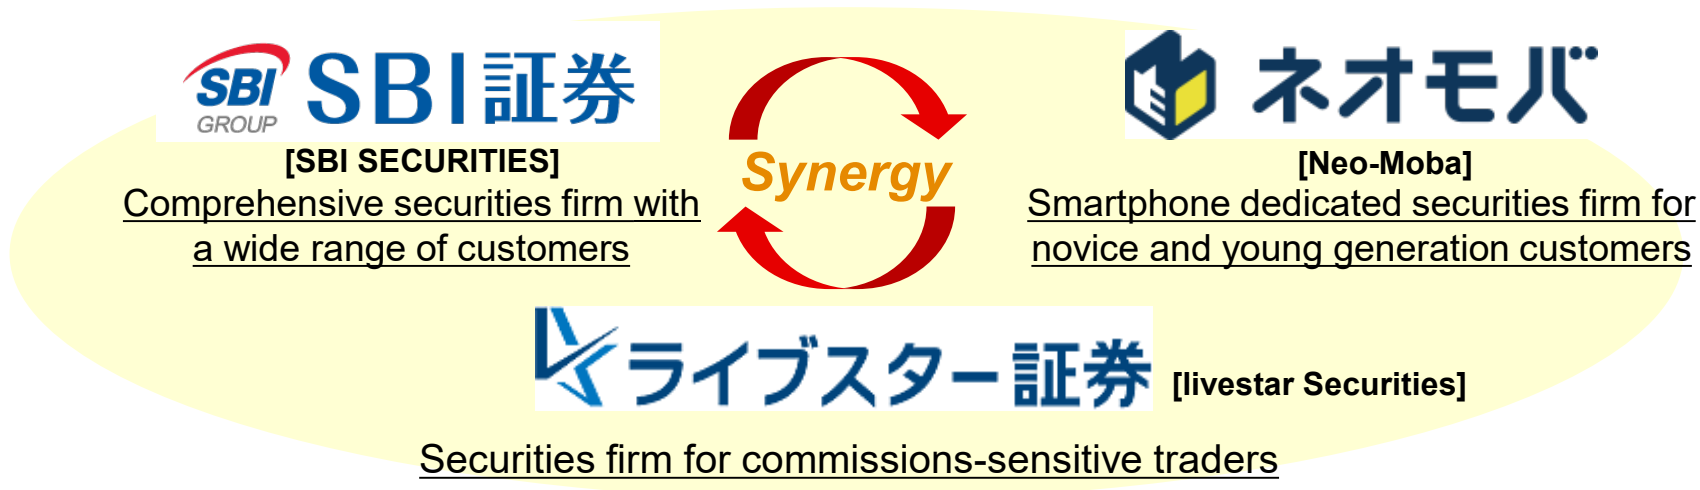 SBI GROUP SBI証券
[SBI SECURITIES]
Comprehensive securities firm with
a wide range of customers
Synergy
ネオモバ
[Neo-Moba]
Smartphone dedicated securities firm for
novice and young generation customers
ライブスター証券
[livestar Securities]
Securities firm for commissions-sensitive traders